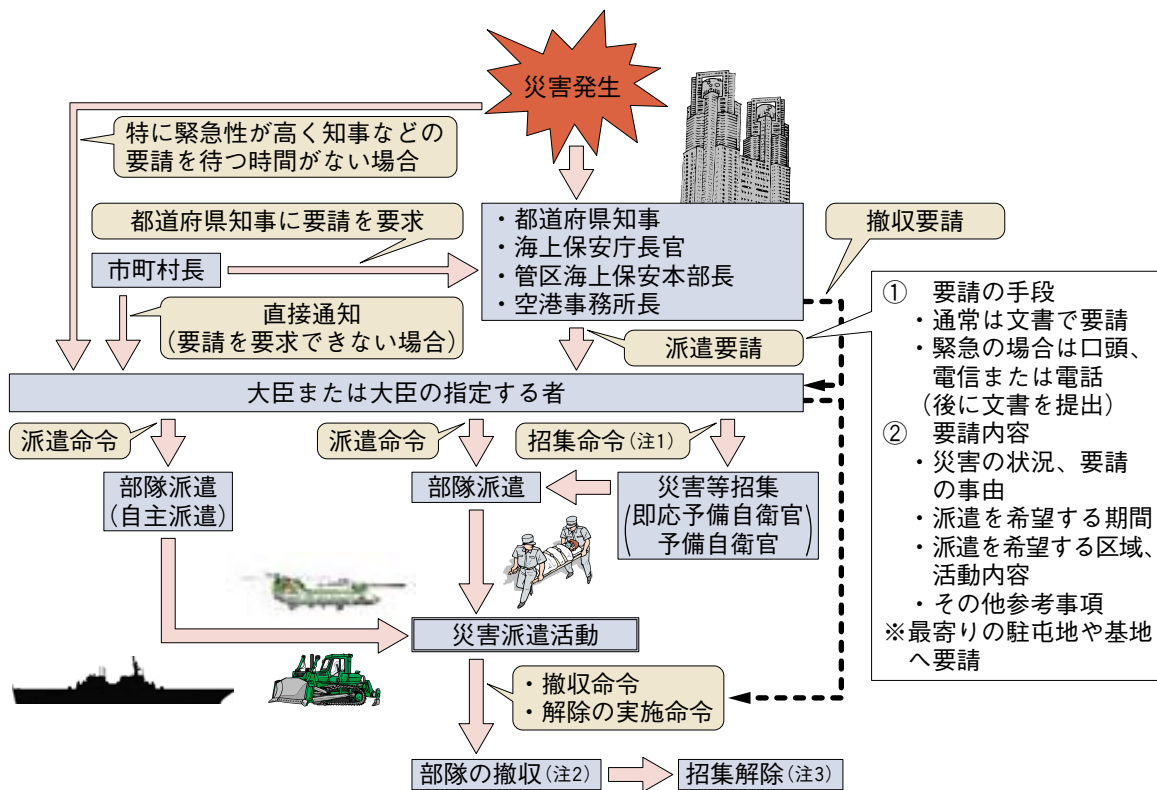 災害発生
特に緊急性が高く知事などの
要請を待つ時間がない場合
都道府県知事に要請を要求
市町村長
・都道府県知事
・海上保安庁長官
・管区海上保安本部長
・空港事務所長
撤収要請
直接通知
(要請を要求できない場合)
派遣要請
① 要請の手段
・通常は文書で要請
・緊急の場合は口頭、
電信または電話
(後に文書を提出)
② 要請内容
・災害の状況、要請
の事由
・派遣を希望する期間
・派遣を希望する区域、
活動内容
・その他参考事項
※最寄りの駐屯地や基地
へ要請
大臣または大臣の指定する者
派遣命令
派遣命令
招集命令(注1)
部隊派遣
(自主派遣)
部隊派遣
災害等招集
(即応予備自衛官
予備自衛官)
災害派遣活動
・撤収命令
・解除の実施命令
部隊の撤収(注2)
招集解除(注3)